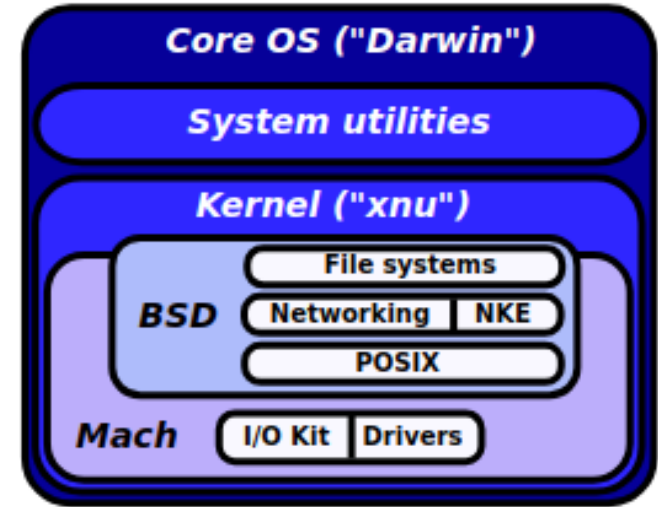 Core OS ("Darwin")
System utilities
Kernel ("xnu")
File systems
BSD Networking NKE
POSIX
Mach I/O Kit Drivers